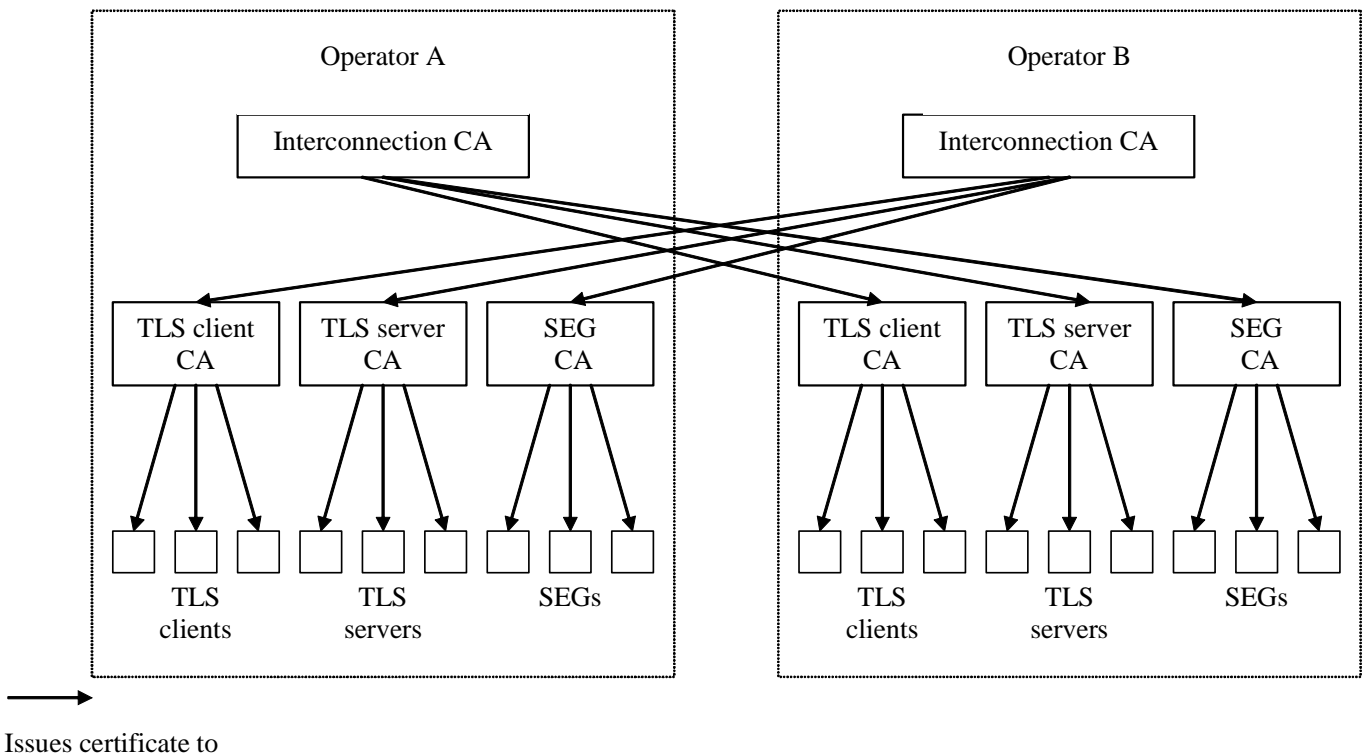 Operator A
Operator B
Interconnection CA
Interconnection CA
TLS client
CA
TLS server
CA
SEG
CA
TLS client
CA
TLS server
CA
SEG
CA
TLS
clients
TLS
servers
SEGs
TLS
clients
TLS
servers
SEGs
Issues certificate to